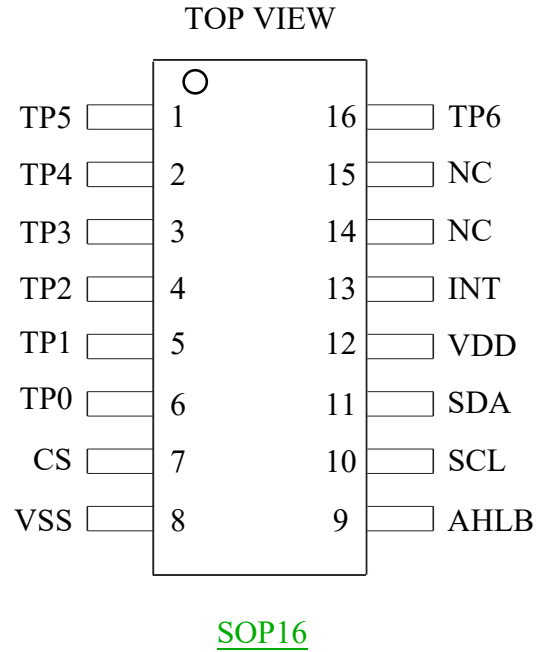 TOP VIEW
TP5 1 16 TP6
TP4 2 15 NC
TP3 3 14 NC
TP2 4 13 INT
TP1 5 12 VDD
TP0 6 11 SDA
CS 7 10 SCL
VSS 8 9 AHLB
SOP16